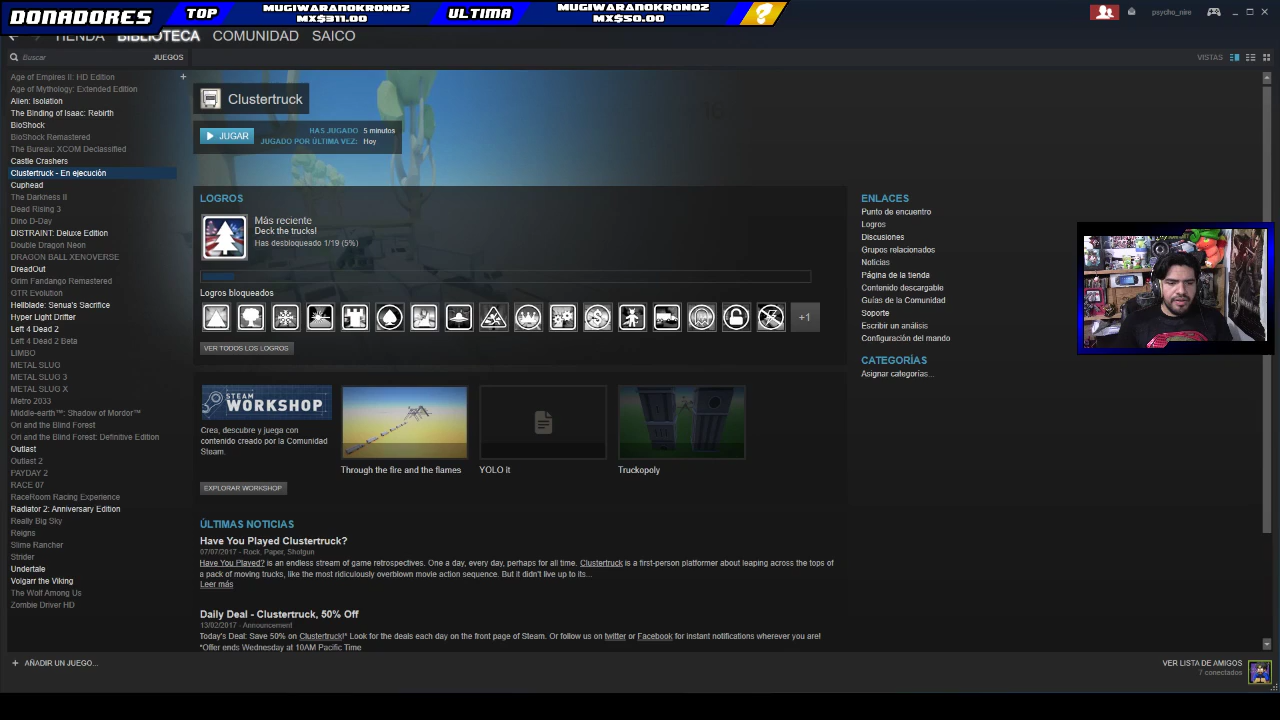 DONADORES
TOP
MUGIWARANOKRONOZ
MX$311.00
ULTIMA
MUGIWARANOKRONOZ
MX$50.00
?
psycho_nire
TIENDA BIBLIOTECA COMUNIDAD SAICO
Buscar
JUEGOS
VISTAS
Age of Empires II: HD Edition
Age of Mythology: Extended Edition
Alien: Isolation
The Binding of Isaac: Rebirth
BioShock
BioShock Remastered
The Bureau: XCOM Declassified
Castle Crashers
Clustertruck - En ejecución
Cuphead
The Darkness II
Dead Rising 3
Dino D-Day
DISTRAINT: Deluxe Edition
Double Dragon Neon
DRAGON BALL XENOVERSE
DreadOut
Grim Fandango Remastered
GTR Evolution
Hellblade: Senua's Sacrifice
Hyper Light Drifter
Left 4 Dead 2
Left 4 Dead 2 Beta
LIMBO
METAL SLUG
METAL SLUG 3
METAL SLUG X
Metro 2033
Middle-earth™: Shadow of Mordor™
Ori and the Blind Forest
Ori and the Blind Forest: Definitive Edition
Outlast
Outlast 2
PAYDAY 2
RACE 07
RaceRoom Racing Experience
Radiator 2: Anniversary Edition
Really Big Sky
Reigns
Slime Rancher
Strider
Undertale
Volgarr the Viking
The Wolf Among Us
Zombie Driver HD
+ AÑADIR UN JUEGO...
Clustertruck
JUGAR
HAS JUGADO 5 minutos
JUGADO POR ÚLTIMA VEZ: Hoy
LOGROS
Más reciente
Deck the trucks!
Has desbloqueado 1/19 (5%)
Logros bloqueados
+1
VER TODOS LOS LOGROS
STEAM WORKSHOP
Crea, descubre y juega con
contenido creado por la Comunidad
Steam.
EXPLORAR WORKSHOP
Through the fire and the flames
YOLO it
Truckopoly
ÚLTIMAS NOTICIAS
Have You Played Clustertruck?
07/07/2017 - Rock, Paper, Shotgun
Have You Played? is an endless stream of game retrospectives. One a day, every day, perhaps for all time. Clustertruck is a first-person platformer about leaping across the tops of
a pack of moving trucks, like the most ridiculously overblown movie action sequence. But it didn't live up to its...
Leer más
Daily Deal - Clustertruck, 50% Off
13/02/2017 - Announcement
Today's Deal: Save 50% on Clustertruck!* Look for the deals each day on the front page of Steam. Or follow us on twitter or Facebook for instant notifications wherever you are!
*Offer ends Wednesday at 10AM Pacific Time
ENLACES
Punto de encuentro
Logros
Discusiones
Grupos relacionados
Noticias
Página de la tienda
Contenido descargable
Guías de la Comunidad
Soporte
Escribir un análisis
Configuración del mando
CATEGORÍAS
Asignar categorías...
VER LISTA DE AMIGOS
7 conectados